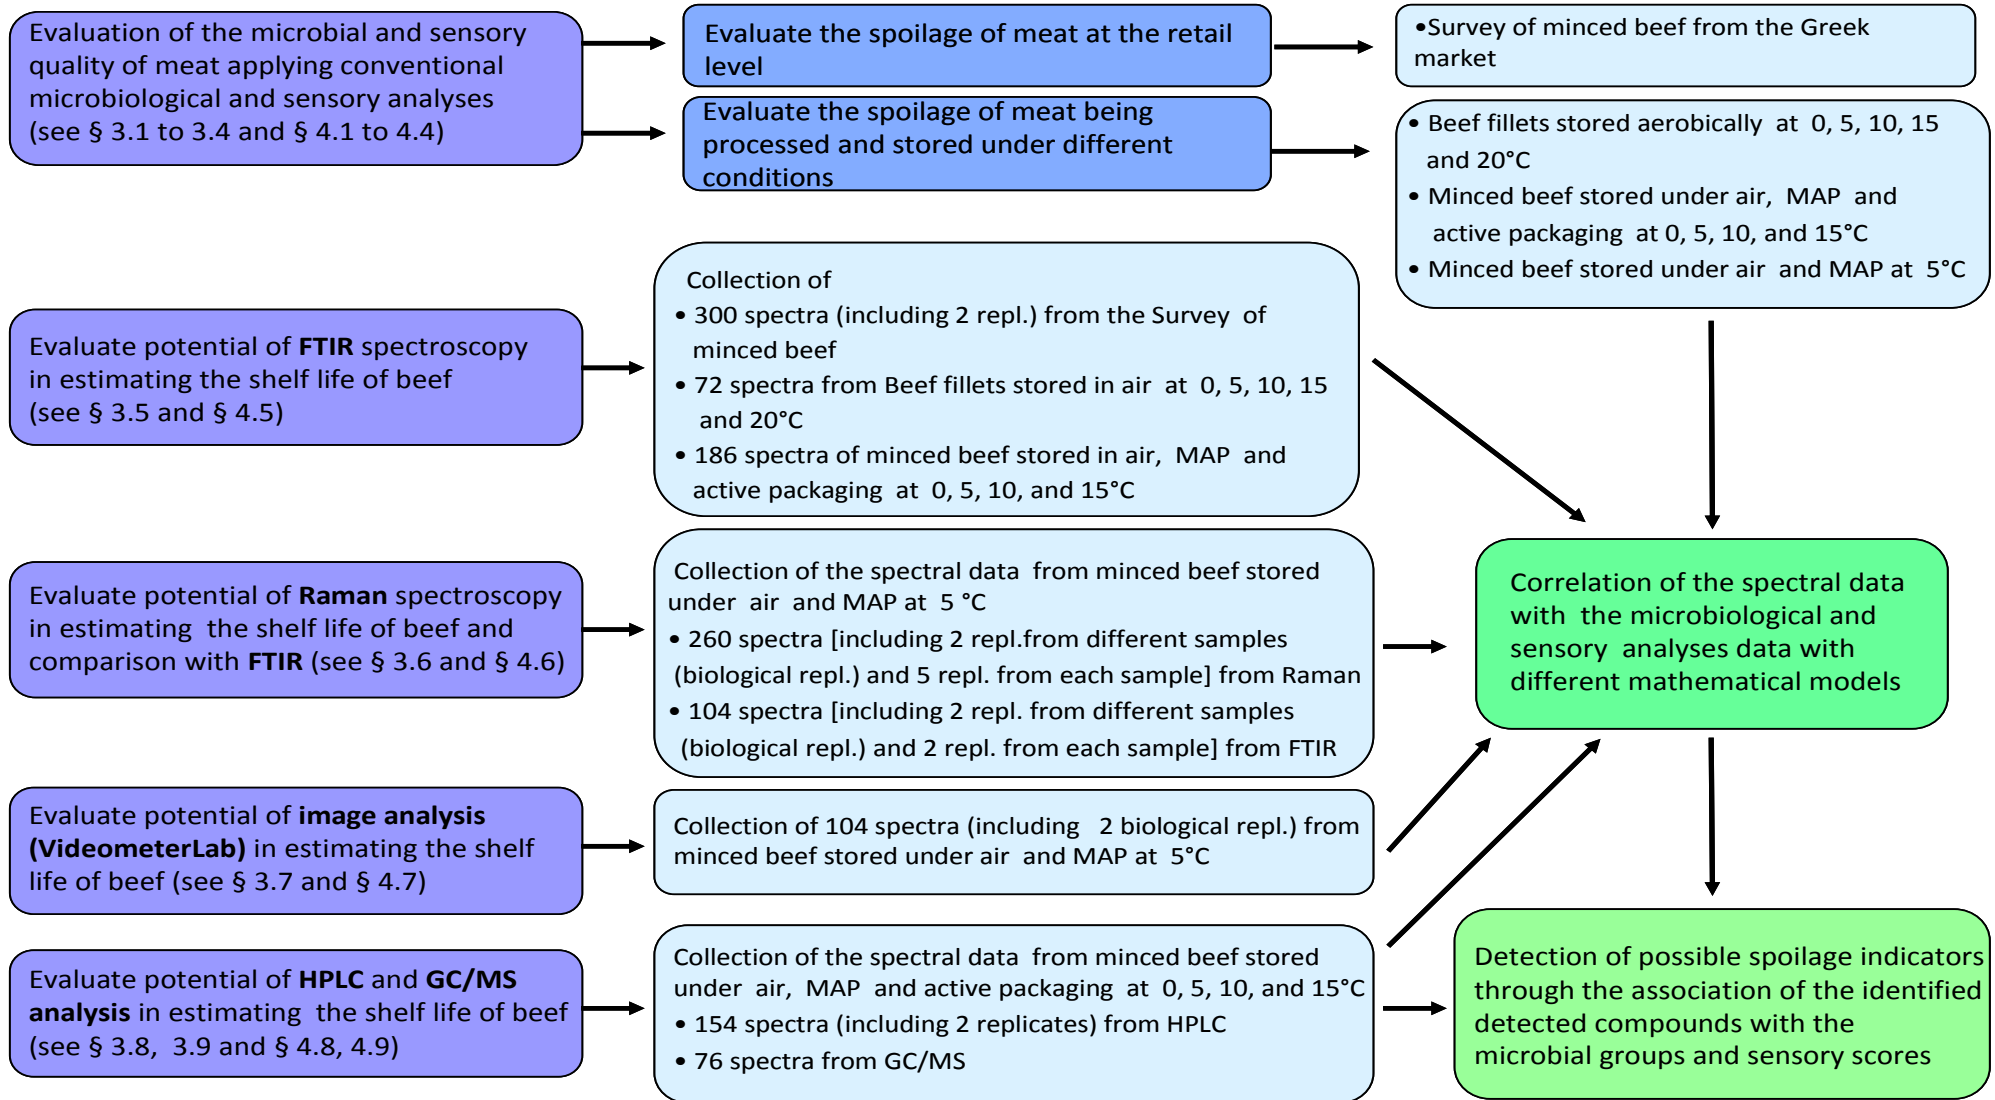 Evaluation of the microbial and sensory
quality of meat applying conventional
microbiological and sensory analyses
(see § 3.1 to 3.4 and § 4.1 to 4.4)
Evaluate the spoilage of meat at the retail
level
•Survey of minced beef from the Greek
market
Evaluate the spoilage of meat being
processed and stored under different
conditions
• Beef fillets stored aerobically at 0, 5, 10, 15
and 20°C
• Minced beef stored under air, MAP and
active packaging at 0, 5, 10, and 15°C
• Minced beef stored under air and MAP at 5°C
Evaluate potential of FTIR spectroscopy
in estimating the shelf life of beef
(see § 3.5 and § 4.5)
Collection of
• 300 spectra (including 2 repl.) from the Survey of
minced beef
• 72 spectra from Beef fillets stored in air at 0, 5, 10, 15
and 20°C
• 186 spectra of minced beef stored in air, MAP and
active packaging at 0, 5, 10, and 15°C
Evaluate potential of Raman spectroscopy
in estimating the shelf life of beef and
comparison with FTIR (see § 3.6 and § 4.6)
Collection of the spectral data from minced beef stored
under air and MAP at 5 °C
• 260 spectra [including 2 repl.from different samples
(biological repl.) and 5 repl. from each sample] from Raman
• 104 spectra [including 2 repl. from different samples
(biological repl.) and 2 repl. from each sample] from FTIR
Correlation of the spectral data
with the microbiological and
sensory analyses data with
different mathematical models
Evaluate potential of image analysis
(VideometerLab) in estimating the shelf
life of beef (see § 3.7 and § 4.7)
Collection of 104 spectra (including 2 biological repl.) from
minced beef stored under air and MAP at 5°C
Evaluate potential of HPLC and GC/MS
analysis in estimating the shelf life of beef
(see § 3.8, 3.9 and § 4.8, 4.9)
Collection of the spectral data from minced beef stored
under air, MAP and active packaging at 0, 5, 10, and 15°C
• 154 spectra (including 2 replicates) from HPLC
• 76 spectra from GC/MS
Detection of possible spoilage indicators
through the association of the identified
detected compounds with the
microbial groups and sensory scores